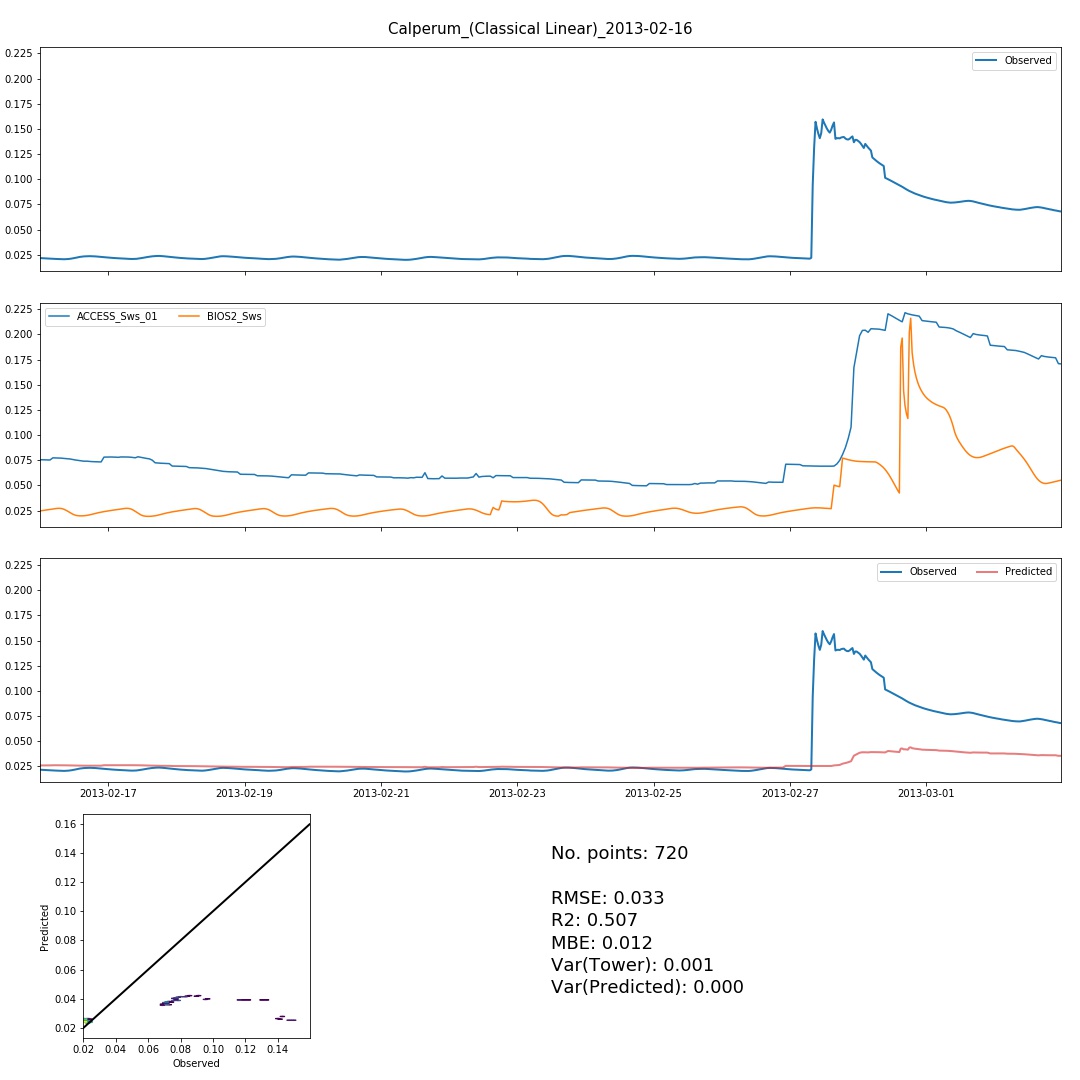 Calperum_(Classical Linear)_2013-02-16
0.225
0.200
0.175
0.150
0.125
0.100
0.075
0.050
0.025
Observed
0.225
0.200
0.175
0.150
0.125
0.100
0.075
0.050
0.025
ACCESS_Sws_01 BIOS2_Sws
0.225
0.200
0.175
0.150
0.125
0.100
0.075
0.050
0.025
Observed Predicted
2013-02-17 2013-02-19 2013-02-21 2013-02-23 2013-02-25 2013-02-27 2013-03-01
0.16
0.14
0.12
0.10
0.08
0.06
0.04
0.02
Predicted
0.02 0.04 0.06 0.08 0.10 0.12 0.14
Observed
No. points: 720
RMSE: 0.033
R2: 0.507
MBE: 0.012
Var(Tower): 0.001
Var(Predicted): 0.000